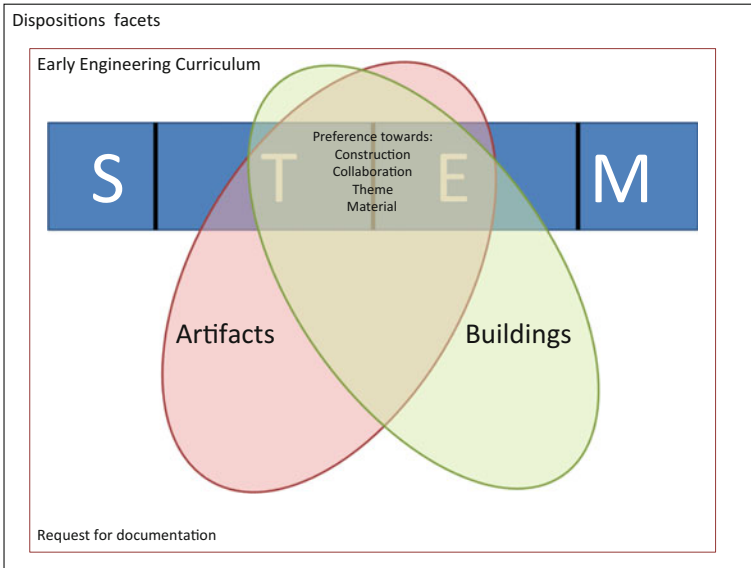 Dispositions facets
Early Engineering Curriculum
Preference towards:
Construction
Collaboration
Theme
Material
S T E M
Artifacts Buildings
Request for documentation